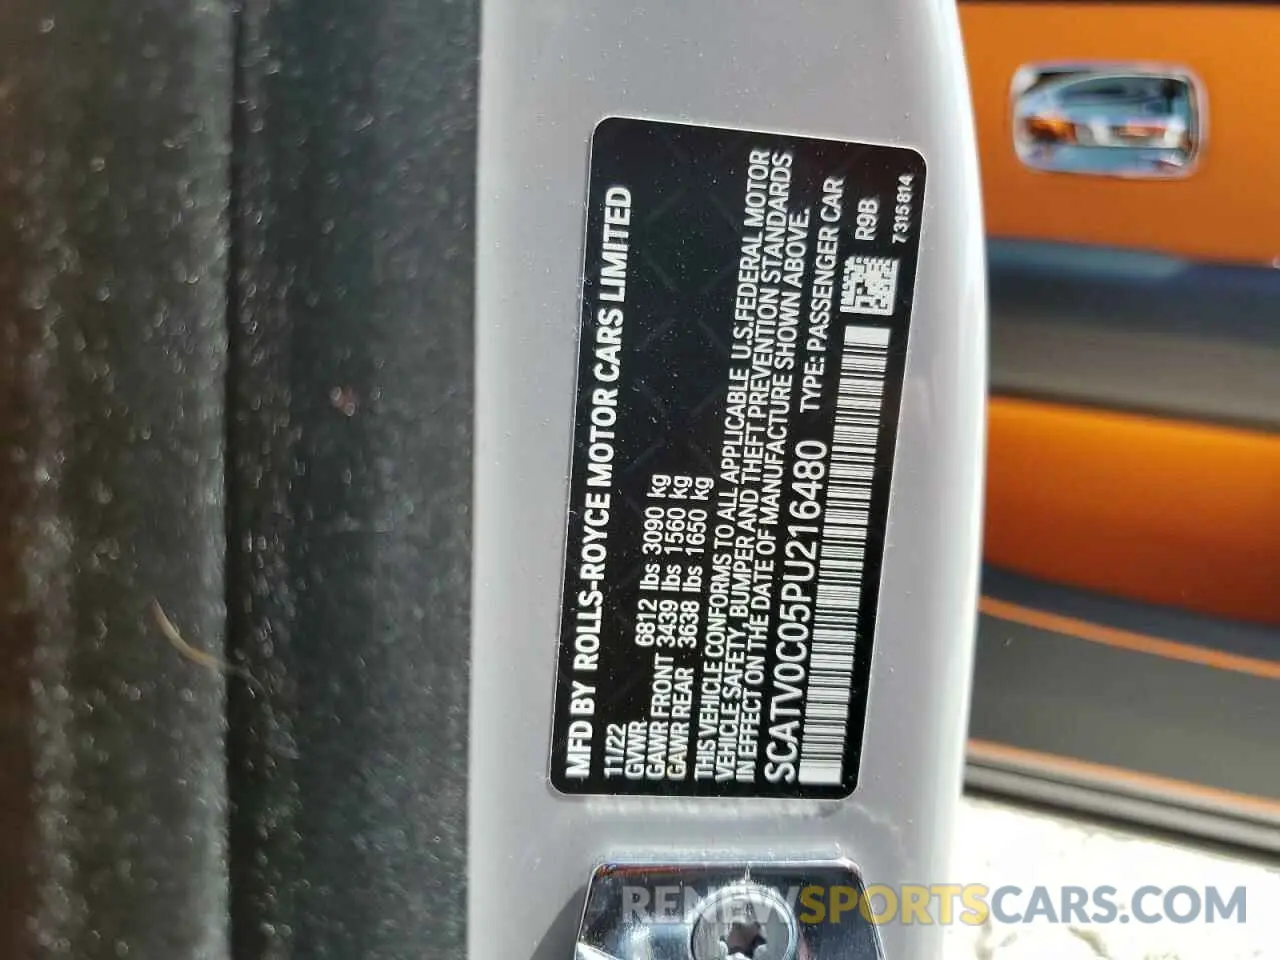 MFD BY ROLLS-ROYCE MOTOR CARS LIMITED
11/22
GVWR 6812 lbs 3090 kg
GAWR FRONT 3439 lbs 1560 kg
GAWR REAR 3638 lbs 1650 kg
THIS VEHICLE CONFORMS TO ALL APPLICABLE U.S.FEDERAL MOTOR
VEHICLE SAFETY, BUMPER AND THEFT PREVENTION STANDARDS
IN EFFECT ON THE DATE OF MANUFACTURE SHOWN ABOVE.
SCATV0C05PU216480 TYPE: PASSENGER CAR
R9B
7315814
RENEWSPORTSCARS.COM